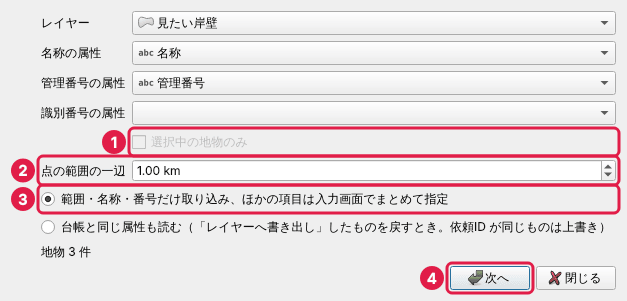 レイヤー 見たい岸壁
名称の属性 abc 名称
管理番号の属性 abc 管理番号
識別番号の属性
1 選択中の地物のみ
2 点の範囲の一辺 1.00 km
3 範囲・名称・番号だけ取り込み、ほかの項目は入力画面でまとめて指定
台帳と同じ属性も読む（「レイヤーへ書き出し」したものを戻すとき。依頼ID が同じものは上書き）
地物 3 件
4 次へ 閉じる